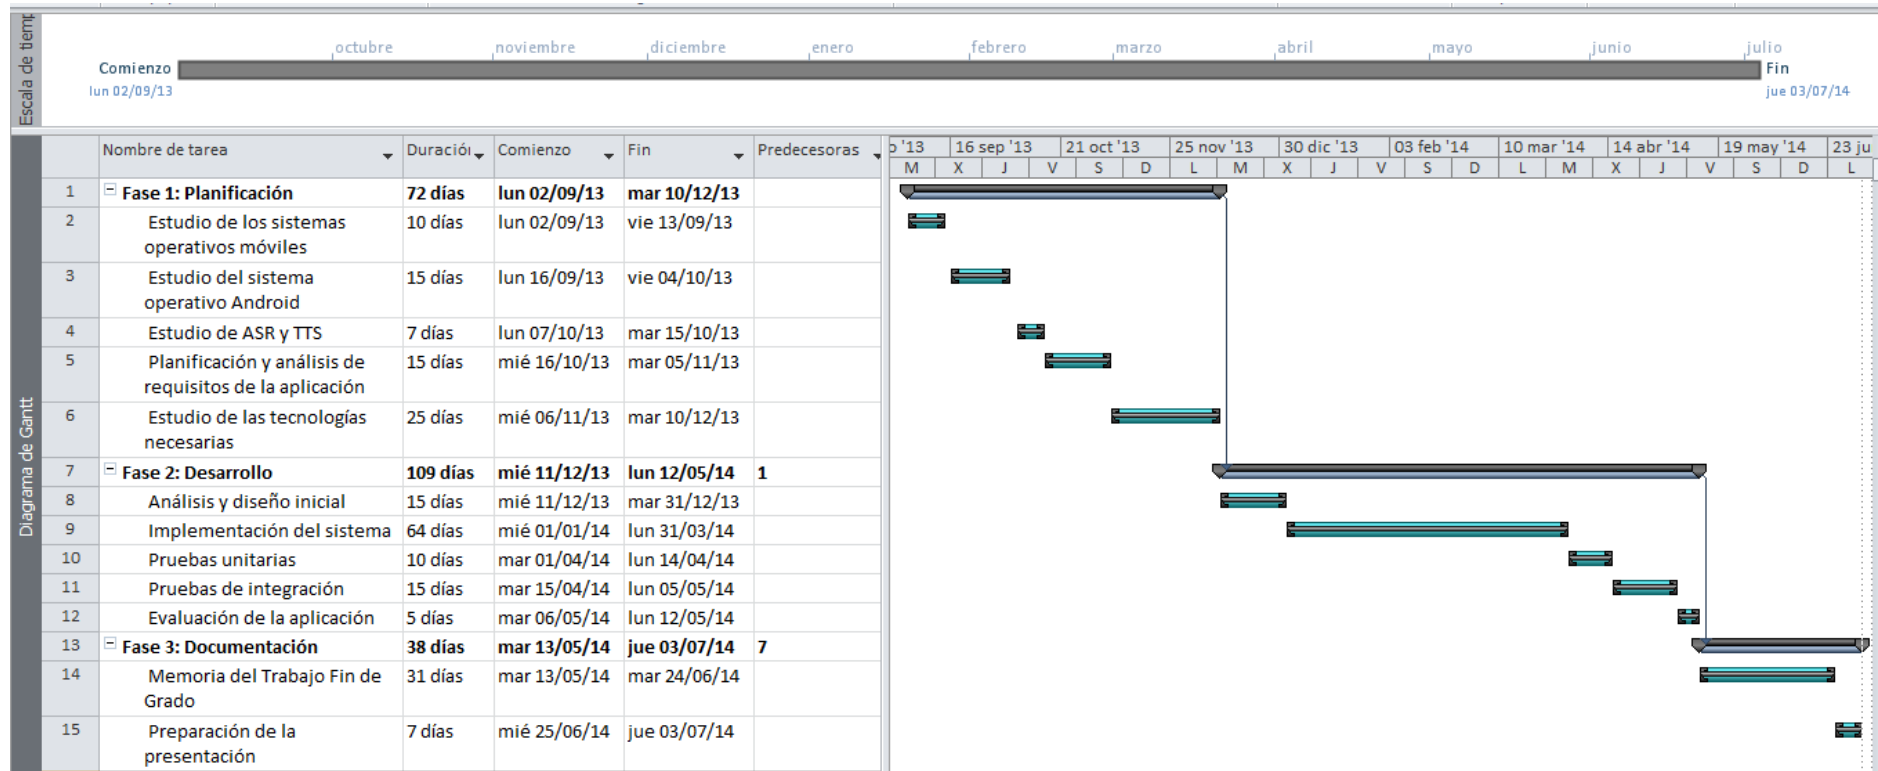 Escala de tiemp
octubre noviembre diciembre enero febrero marzo abril mayo junio julio
Comienzo Fin
lun 02/09/13 jue 03/07/14
Diagrama de Gantt
Nombre de tarea Duración Comienzo Fin Predecesoras
'13 16 sep '13 21 oct '13 25 nov '13 30 dic '13 03 feb '14 10 mar '14 14 abr '14 19 may '14 23 ju
M X J V S D L M X J V S D L M X J V S D L
1 Fase 1: Planificación 72 días lun 02/09/13 mar 10/12/13
2 Estudio de los sistemas 10 días lun 02/09/13 vie 13/09/13
operativos móviles
3 Estudio del sistema 15 días lun 16/09/13 vie 04/10/13
operativo Android
4 Estudio de ASR y TTS 7 días lun 07/10/13 mar 15/10/13
5 Planificación y análisis de 15 días mié 16/10/13 mar 05/11/13
requisitos de la aplicación
6 Estudio de las tecnologías 25 días mié 06/11/13 mar 10/12/13
necesarias
7 Fase 2: Desarrollo 109 días mié 11/12/13 lun 12/05/14 1
8 Análisis y diseño inicial 15 días mié 11/12/13 mar 31/12/13
9 Implementación del sistema 64 días mié 01/01/14 lun 31/03/14
10 Pruebas unitarias 10 días mar 01/04/14 lun 14/04/14
11 Pruebas de integración 15 días mar 15/04/14 lun 05/05/14
12 Evaluación de la aplicación 5 días mar 06/05/14 lun 12/05/14
13 Fase 3: Documentación 38 días mar 13/05/14 jue 03/07/14 7
14 Memoria del Trabajo Fin de 31 días mar 13/05/14 mar 24/06/14
Grado
15 Preparación de la 7 días mié 25/06/14 jue 03/07/14
presentación